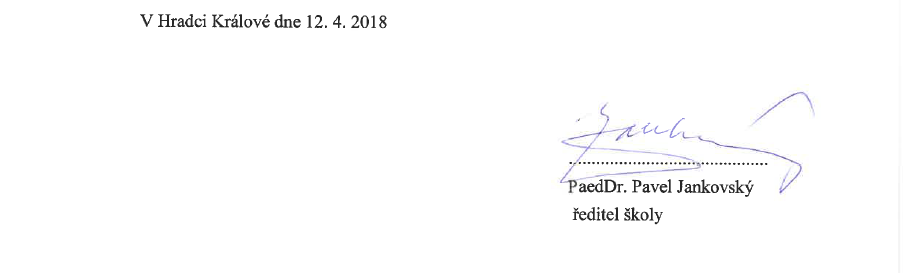 V Hradci Králové dne 12. 4. 2018
PaedDr. Pavel Jankovský
ředitel školy